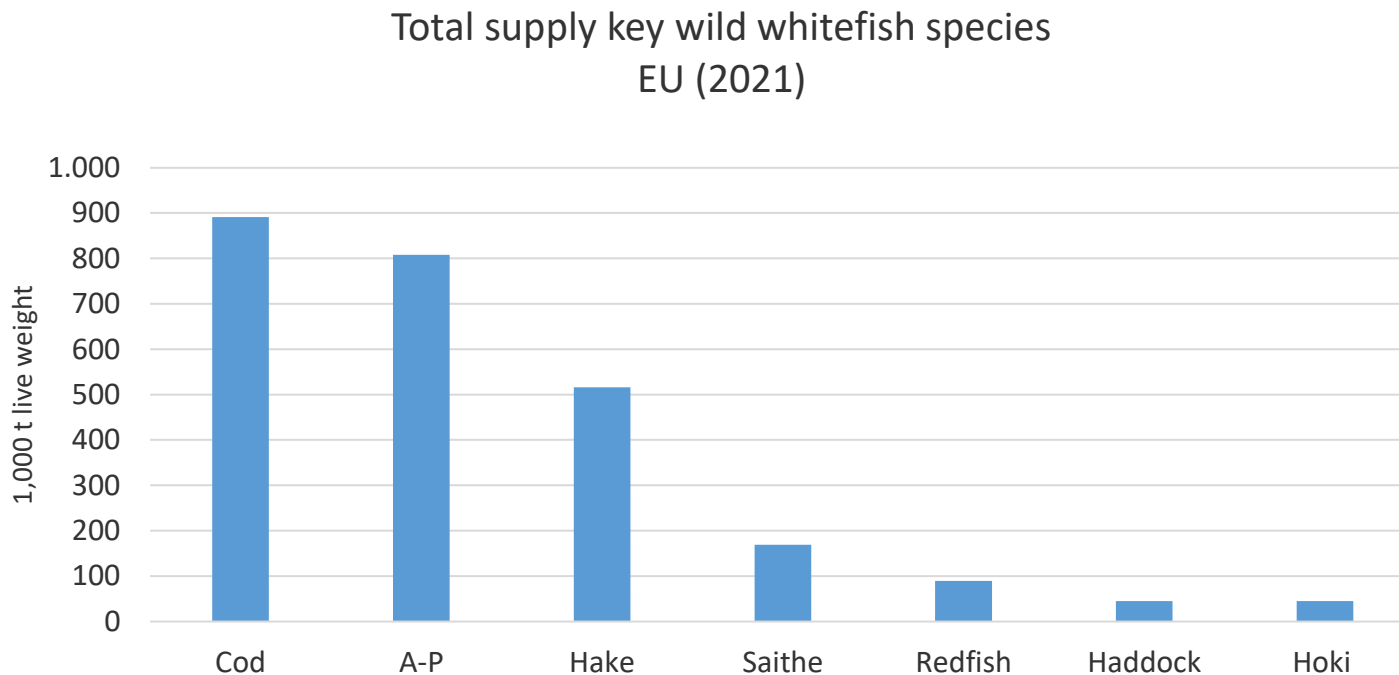 Total supply key wild whitefish species
EU (2021)
1,000 t live weight
1.000
900
800
700
600
500
400
300
200
100
0
Cod
A-P
Hake
Saithe
Redfish
Haddock
Hoki